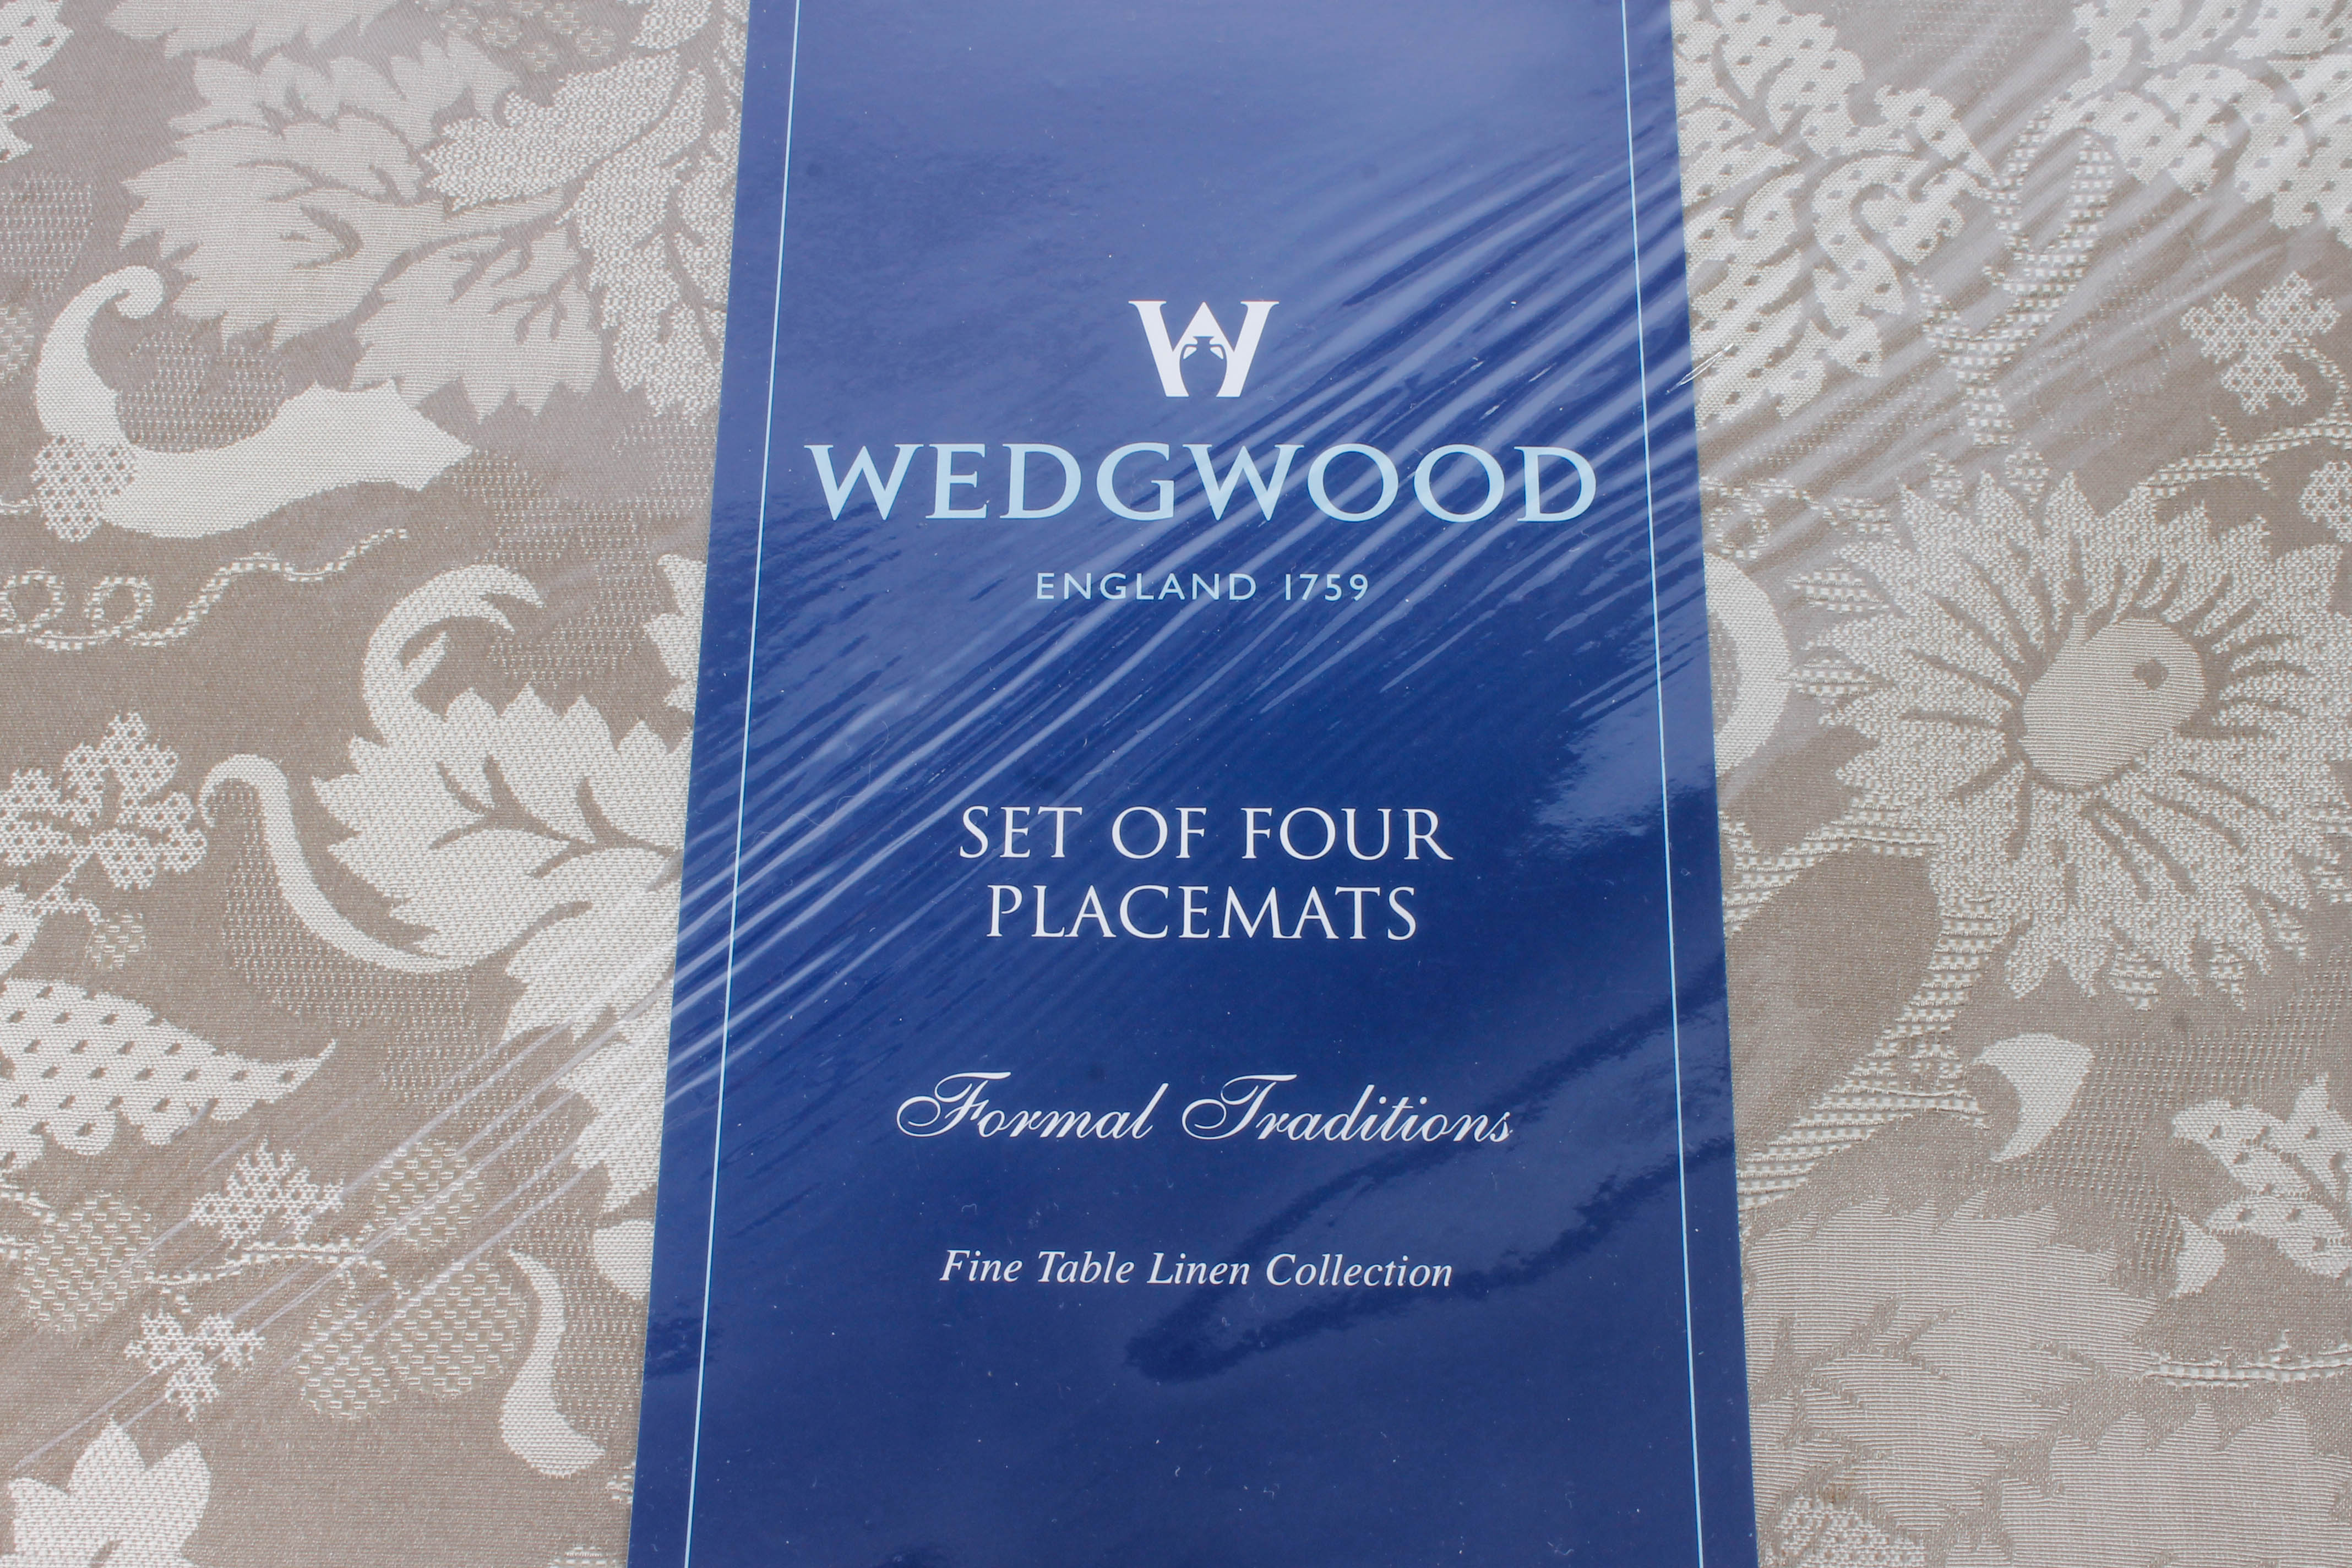 W
WEDGWOOD
ENGLAND 1759
SET OF FOUR
PLACEMATS
Formal Traditions
Fine Table Linen Collection